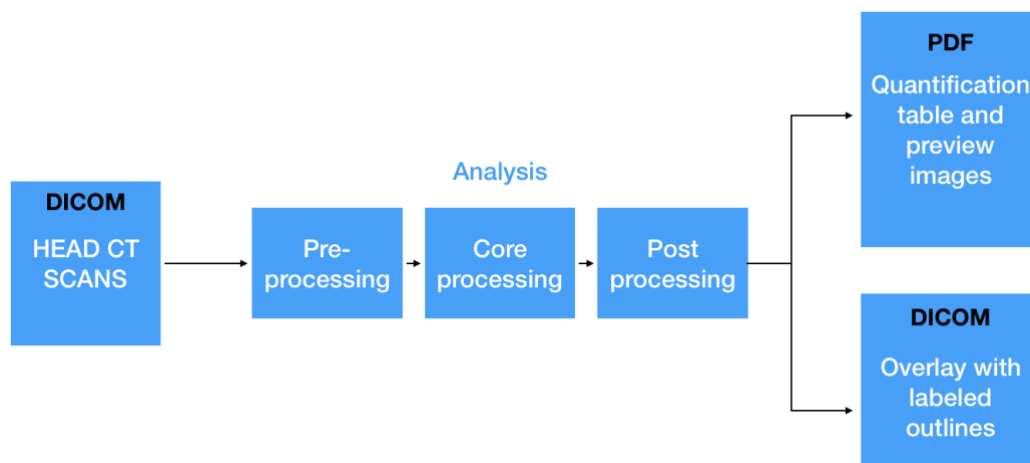 DICOM
HEAD CT
SCANS
Analysis
Pre-
processing
Core
processing
Post
processing
PDF
Quantification
table and
preview
images
DICOM
Overlay with
labeled
outlines